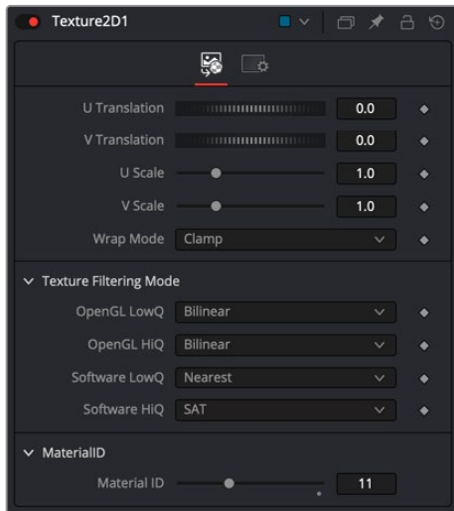 Texture2D1
U Translation 0.0
V Translation 0.0
U Scale 1.0
V Scale 1.0
Wrap Mode Clamp
Texture Filtering Mode
OpenGL LowQ Bilinear
OpenGL HiQ Bilinear
Software LowQ Nearest
Software HiQ SAT
MaterialID
Material ID 11